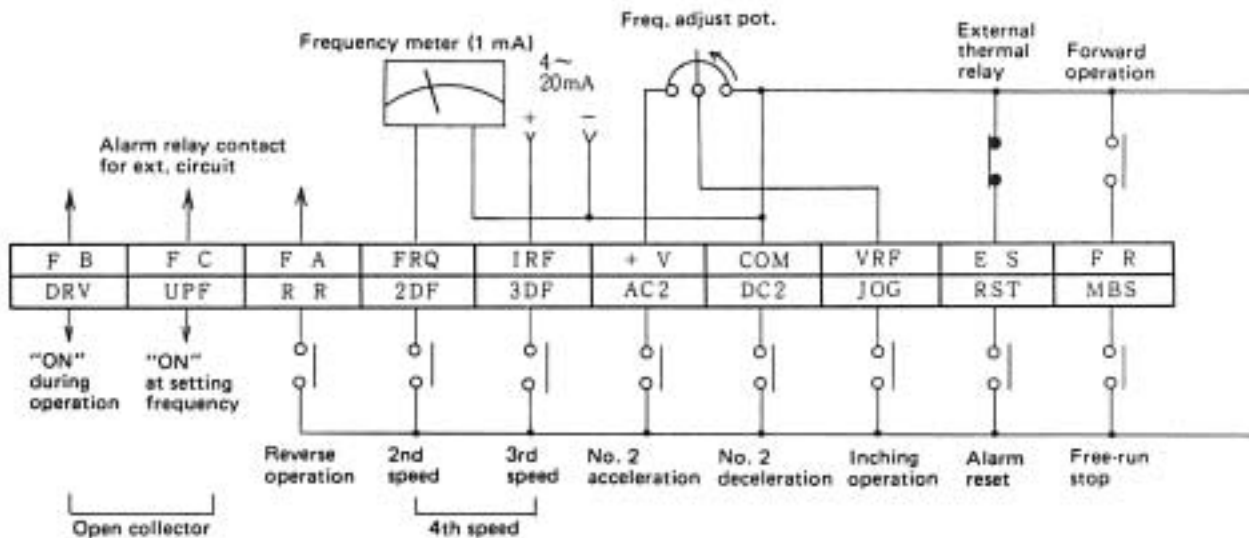 Frequency meter (1 mA)
4~
20mA
+
−
Freq. adjust pot.
External
thermal
relay
Forward
operation
Alarm relay contact
for ext. circuit
F B
F C
F A
FRQ
IRF
+ V
COM
VRF
E S
F R
DRV
UPF
R R
2DF
3DF
AC2
DC2
JOG
RST
MBS
"ON"
during
operation
"ON"
at setting
frequency
Reverse
operation
2nd
speed
3rd
speed
No. 2
acceleration
No. 2
deceleration
Inching
operation
Alarm
reset
Free-run
stop
Open collector
4th speed